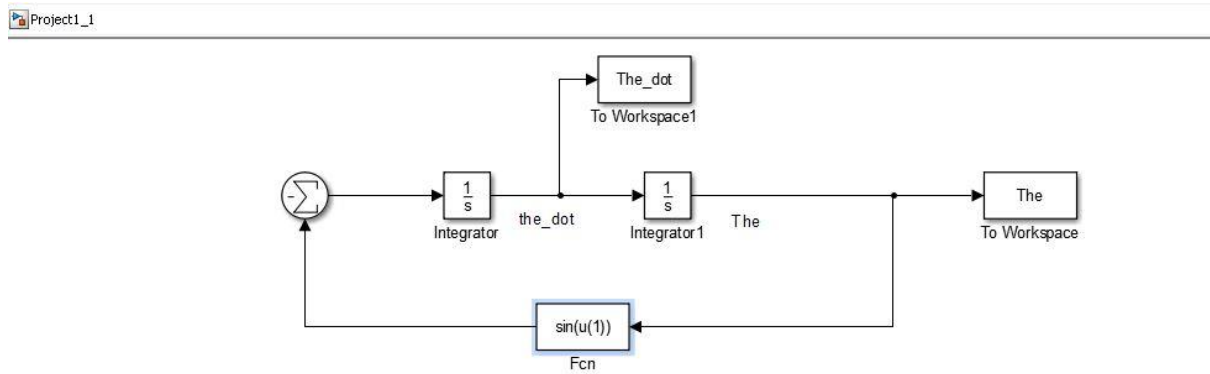 Project1_1
The_dot
To Workspace1
-∑
1
s
Integrator
the_dot
1
s
Integrator1
The
The
To Workspace
sin(u(1))
Fcn